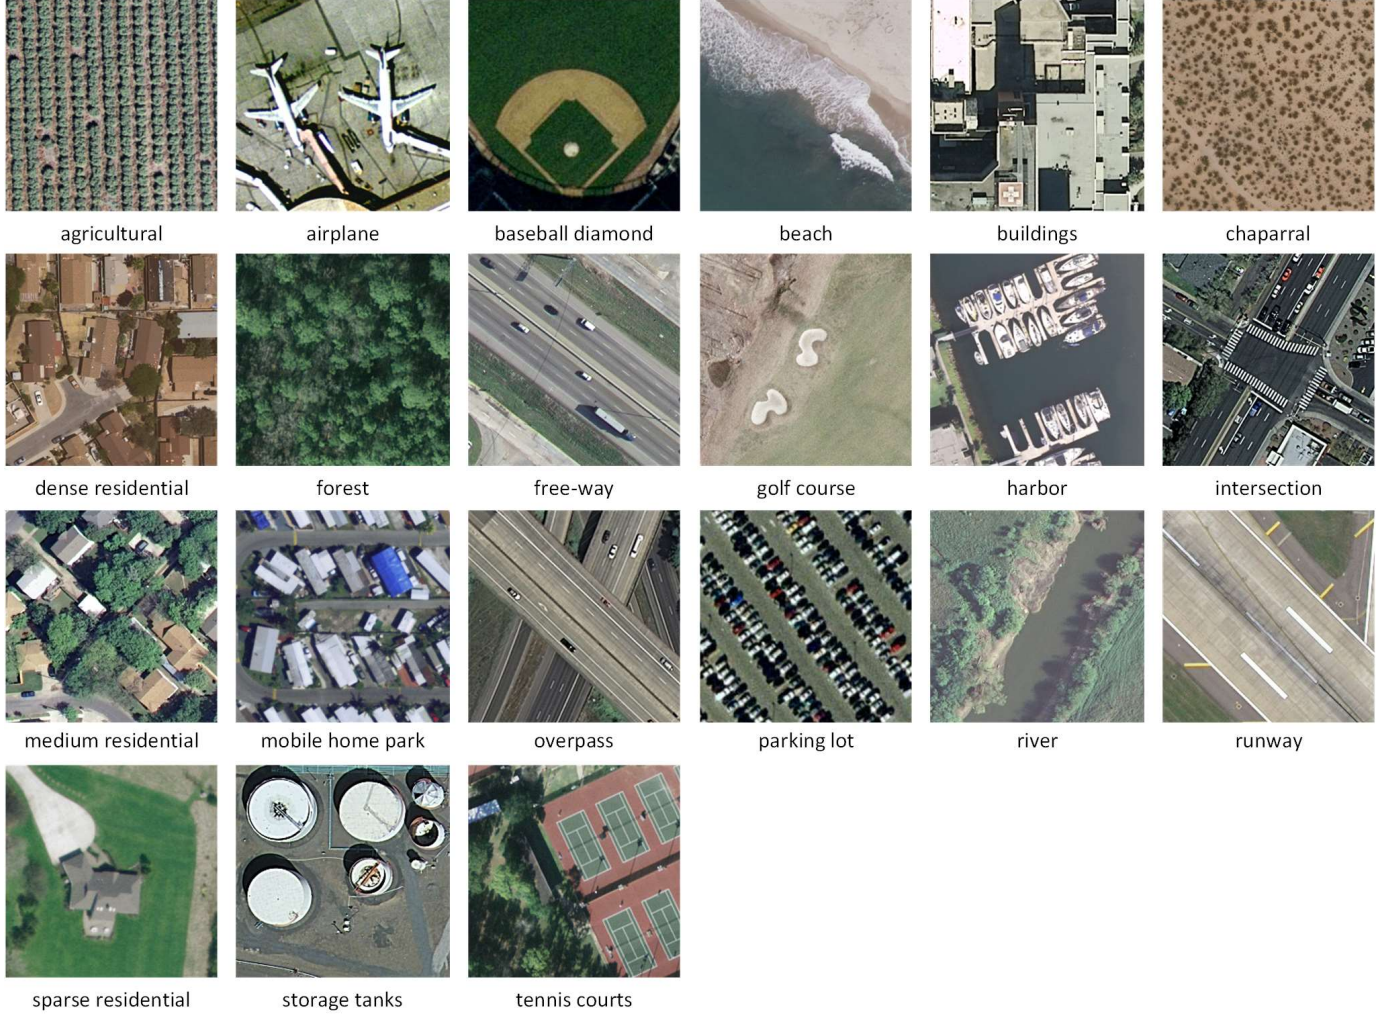 agricultural
airplane
baseball diamond
beach
buildings
chaparral
dense residential
forest
free-way
golf course
harbor
intersection
medium residential
mobile home park
overpass
parking lot
river
runway
sparse residential
storage tanks
tennis courts